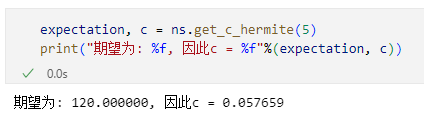 expectation, c = ns.get_c_hermite(5)
print("期望为: %f, 因此c = %f"%(expectation, c))
0.0s
期望为: 120.000000, 因此c = 0.057659